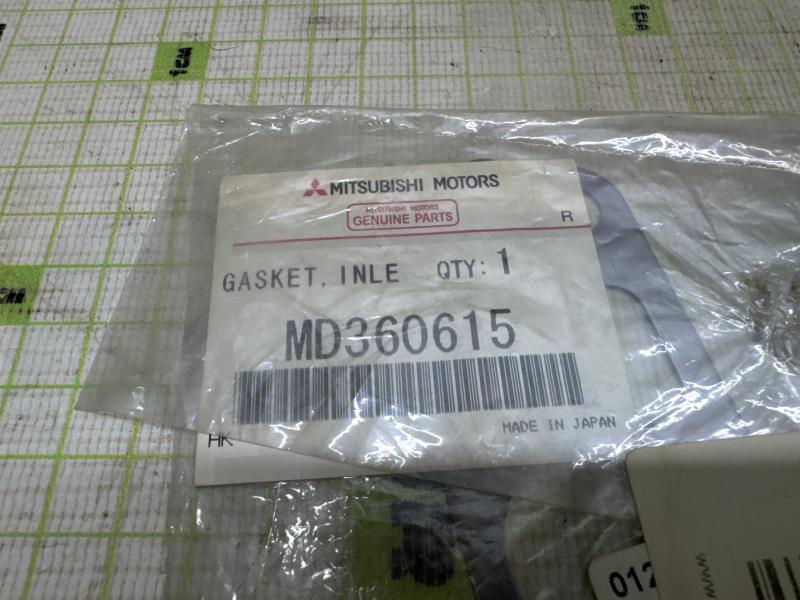 MITSUBISHI MOTORS
MITSUBISHI MOTORS
GENUINE PARTS
R
GASKET, INLE QTY: 1
MD360615
MADE IN JAPAN
HK
012